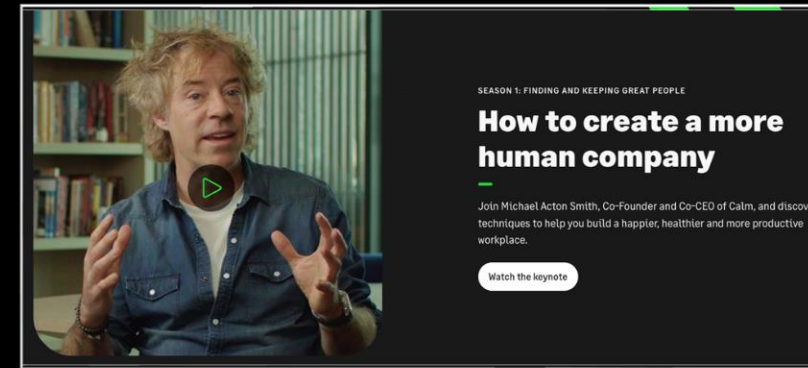 SEASON 1: FINDING AND KEEPING GREAT PEOPLE
How to create a more
human company
Join Michael Acton Smith, Co-Founder and Co-CEO of Calm, and discov
techniques to help you build a happier, healthier and more productive
workplace.
Watch the keynote